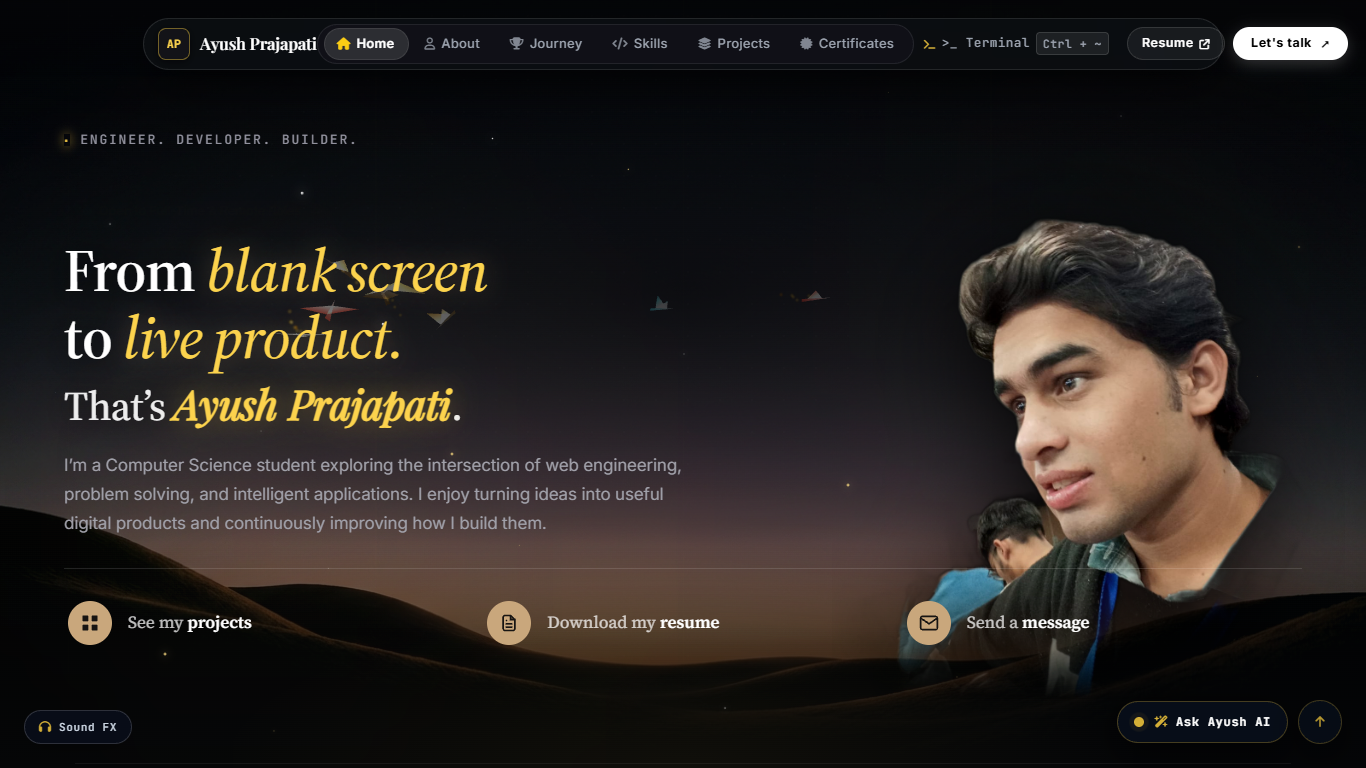 AP Ayush Prajapati Home About Journey Skills Projects Certificates >_ Terminal Ctrl + ~ Resume Let's talk ↗
ENGINEER. DEVELOPER. BUILDER.
From blank screen
to live product.
That's Ayush Prajapati.
I'm a Computer Science student exploring the intersection of web engineering,
problem solving, and intelligent applications. I enjoy turning ideas into useful
digital products and continuously improving how I build them.
See my projects Download my resume Send a message
Sound FX Ask Ayush AI